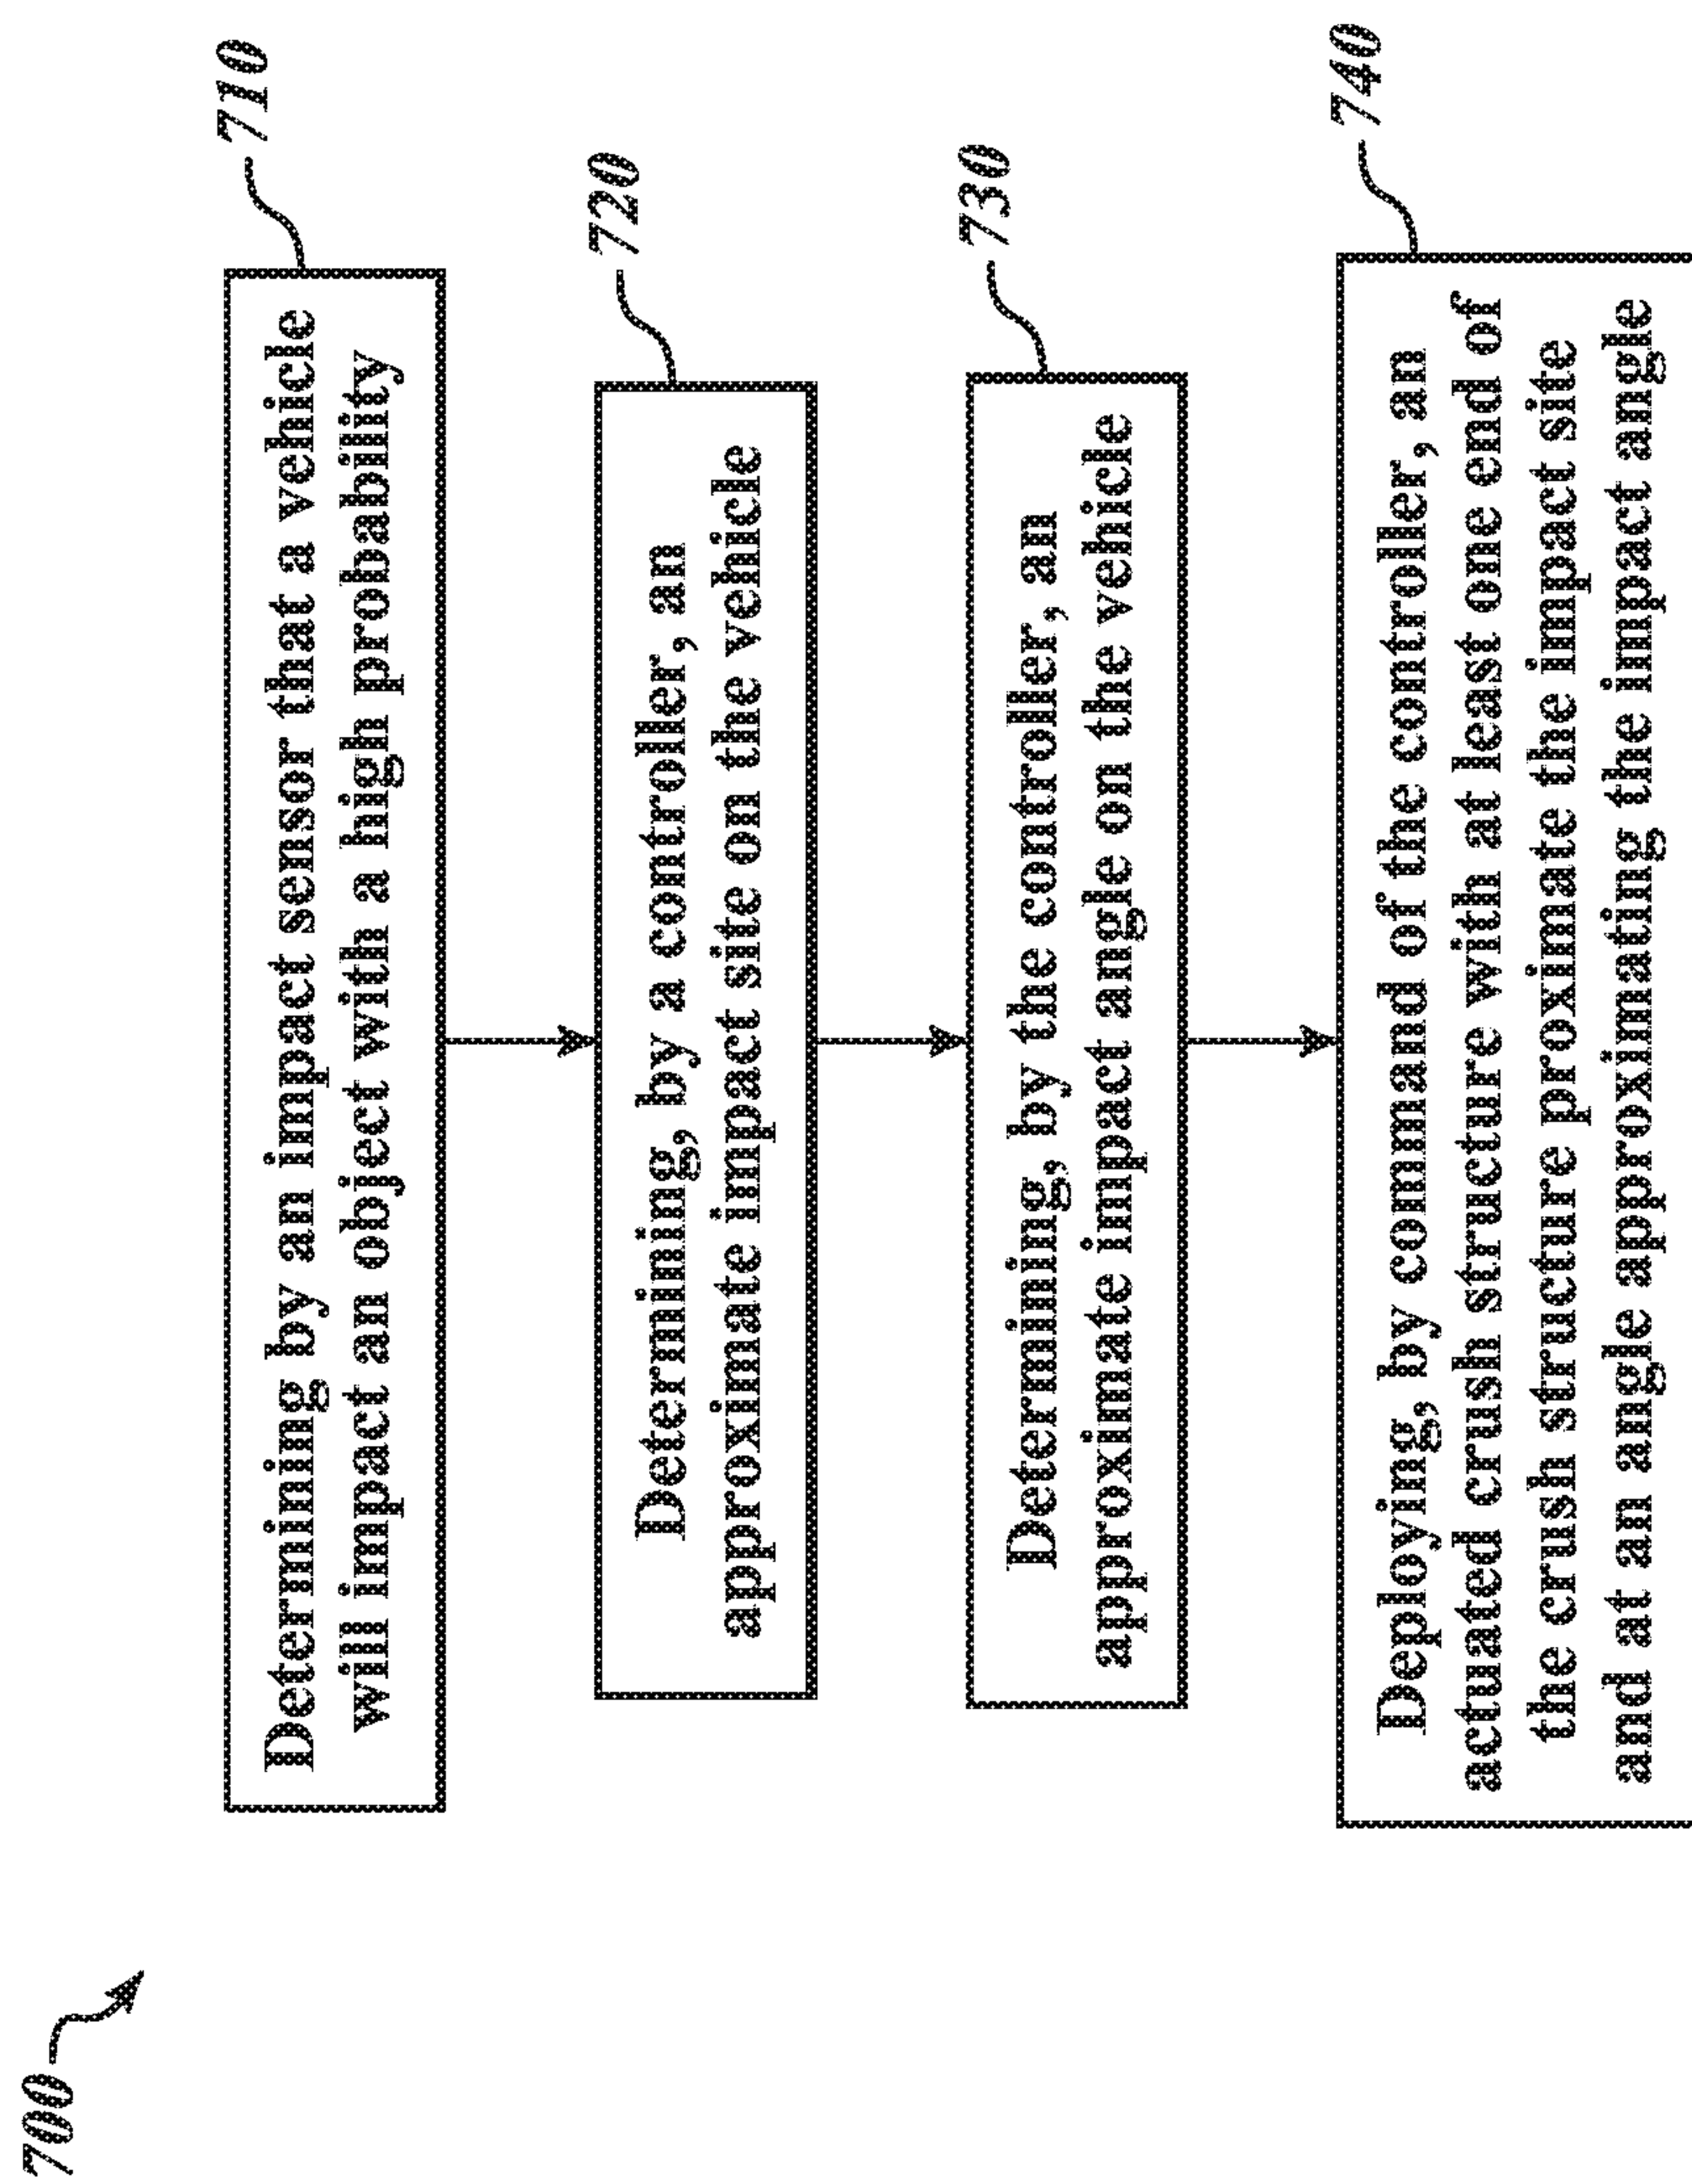 700
710
Determining by an impact sensor that a vehicle
will impact an object with a high probability
720
Determining, by a controller, an
approximate impact site on the vehicle
730
Determining, by the controller, an
approximate impact angle on the vehicle
740
Deploying, by command of the controller, an
actuated crush structure with at least one end of
the crush structure proximate the impact site
and at an angle approximating the impact angle